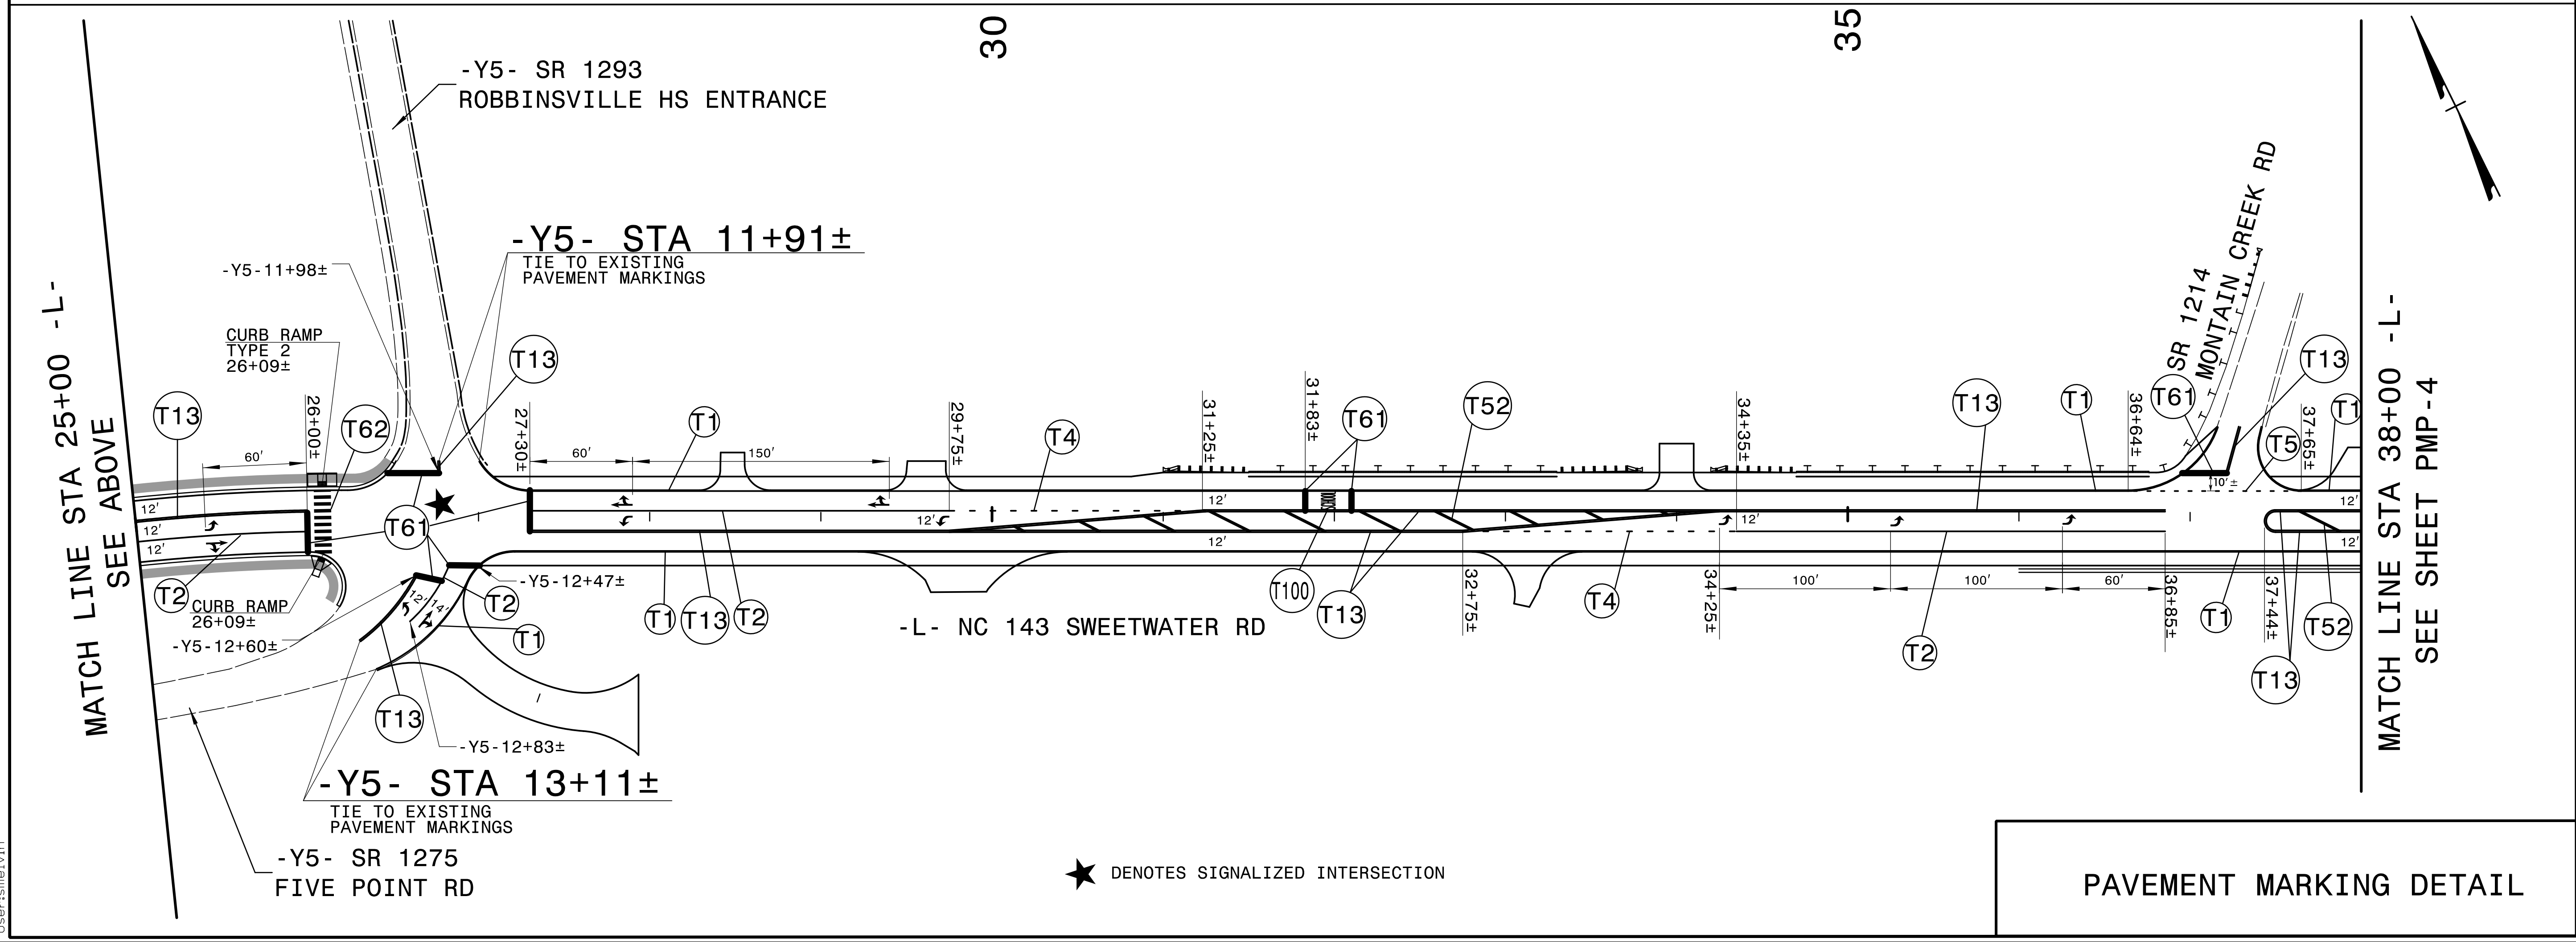 30
35
-Y5- SR 1293
ROBBINSVILLE HS ENTRANCE
-Y5- STA 11+91±
TIE TO EXISTING
PAVEMENT MARKINGS
-Y5-11+98±
MATCH LINE STA 25+00 -L-
SEE ABOVE
CURB RAMP
TYPE 2
26+09±
T13
60'
26+00±
T62
T13
27+30±
60'
T1
150'
29+75±
T4
31+25±
31+83±
T61
T52
34+35±
T13
T1
36+64±
T61
SR 1214
MONTAIN CREEK RD
T13
T5
37+65±
T1
10'±
12'
12'
12'
T61
12'
12'
12'
12'
12'
12'
T2
CURB RAMP
26+09±
-Y5-12+60±
12'
14'
T2
-Y5-12+47±
T1
T1
T13
T2
-L- NC 143 SWEETWATER RD
T100
T13
32+75±
T4
34+25±
100'
100'
60'
36+85±
T2
T1
37+44±
T13
T52
MATCH LINE STA 38+00 -L-
SEE SHEET PMP-4
T13
-Y5-12+83±
-Y5- STA 13+11±
TIE TO EXISTING
PAVEMENT MARKINGS
-Y5- SR 1275
FIVE POINT RD
DENOTES SIGNALIZED INTERSECTION
PAVEMENT MARKING DETAIL